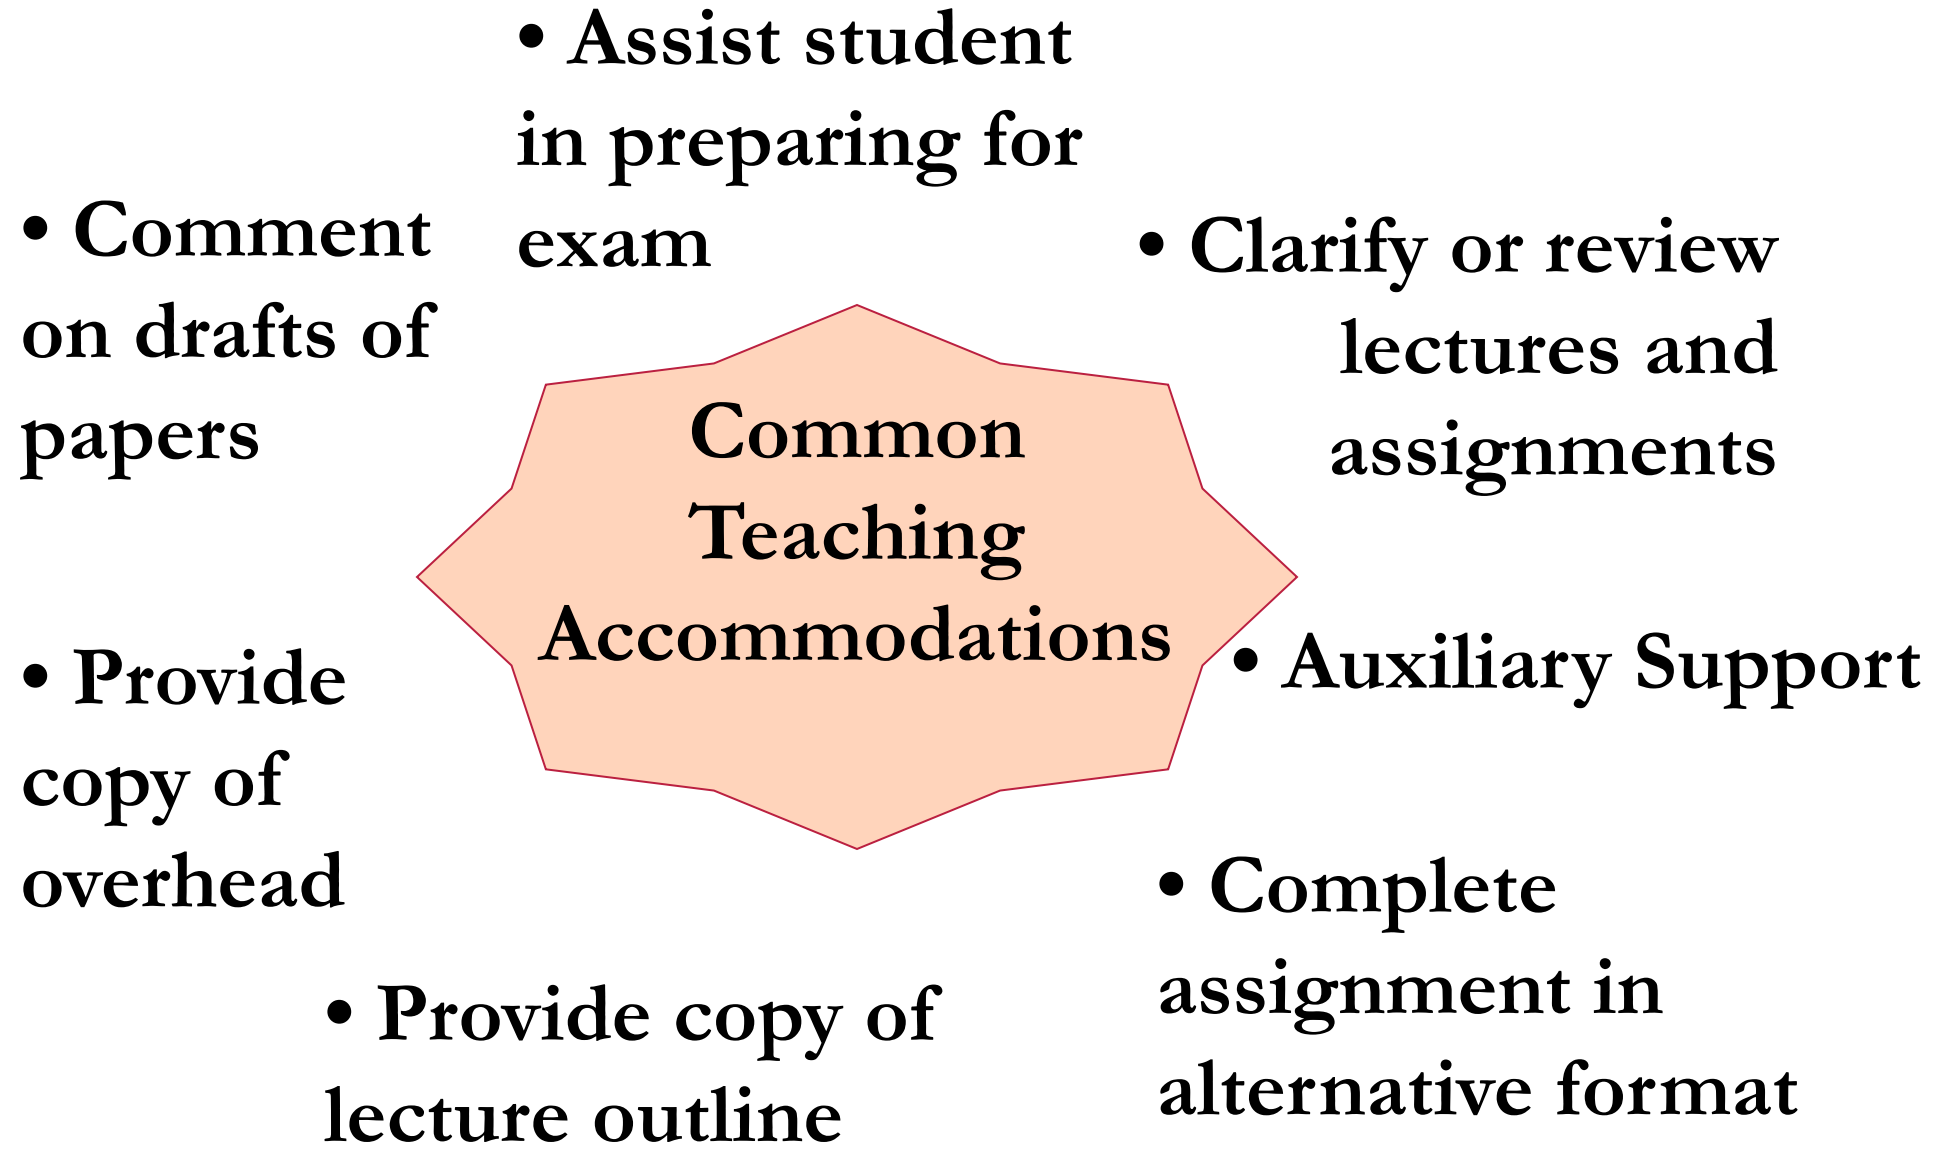 • Assist student
in preparing for
exam
• Comment
on drafts of
papers
• Clarify or review
lectures and
assignments
Common
Teaching
Accommodations
• Auxiliary Support
• Provide
copy of
overhead
• Complete
assignment in
alternative format
• Provide copy of
lecture outline